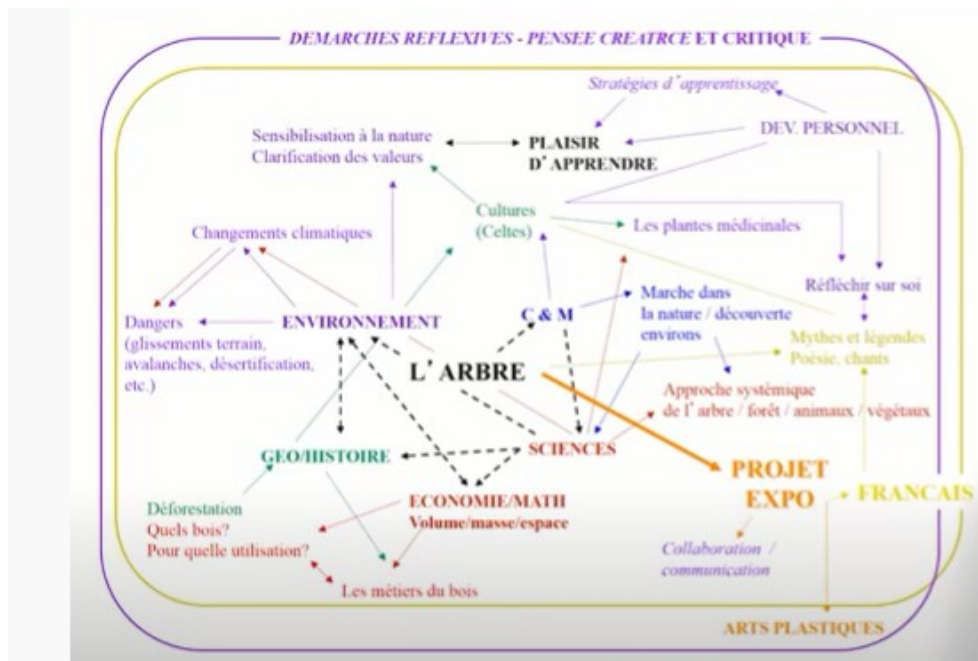 DEMARCHES REFLEXIVES - PENSEE CREATRCE ET CRITIQUE
Stratégies d'apprentissage
DEV. PERSONNEL
Sensibilisation à la nature
Clarification des valeurs
PLAISIR
D'APPRENDRE
Cultures
(Celtes)
Les plantes médicinales
Changements climatiques
Réfléchir sur soi
Marche dans
la nature / découverte
environs
C & M
ENVIRONNEMENT
Dangers
(glissements terrain,
avalanches, désertification,
etc.)
Mythes et légendes
Poésie, chants
L'ARBRE
Approche systémique
de l'arbre / forêt / animaux / végétaux
SCIENCES
GEO/HISTOIRE
PROJET
EXPO
FRANCAIS
ECONOMIE/MATH
Volume/masse/espace
Déforestation
Quels bois?
Pour quelle utilisation?
Collaboration /
communication
Les métiers du bois
ARTS PLASTIQUES